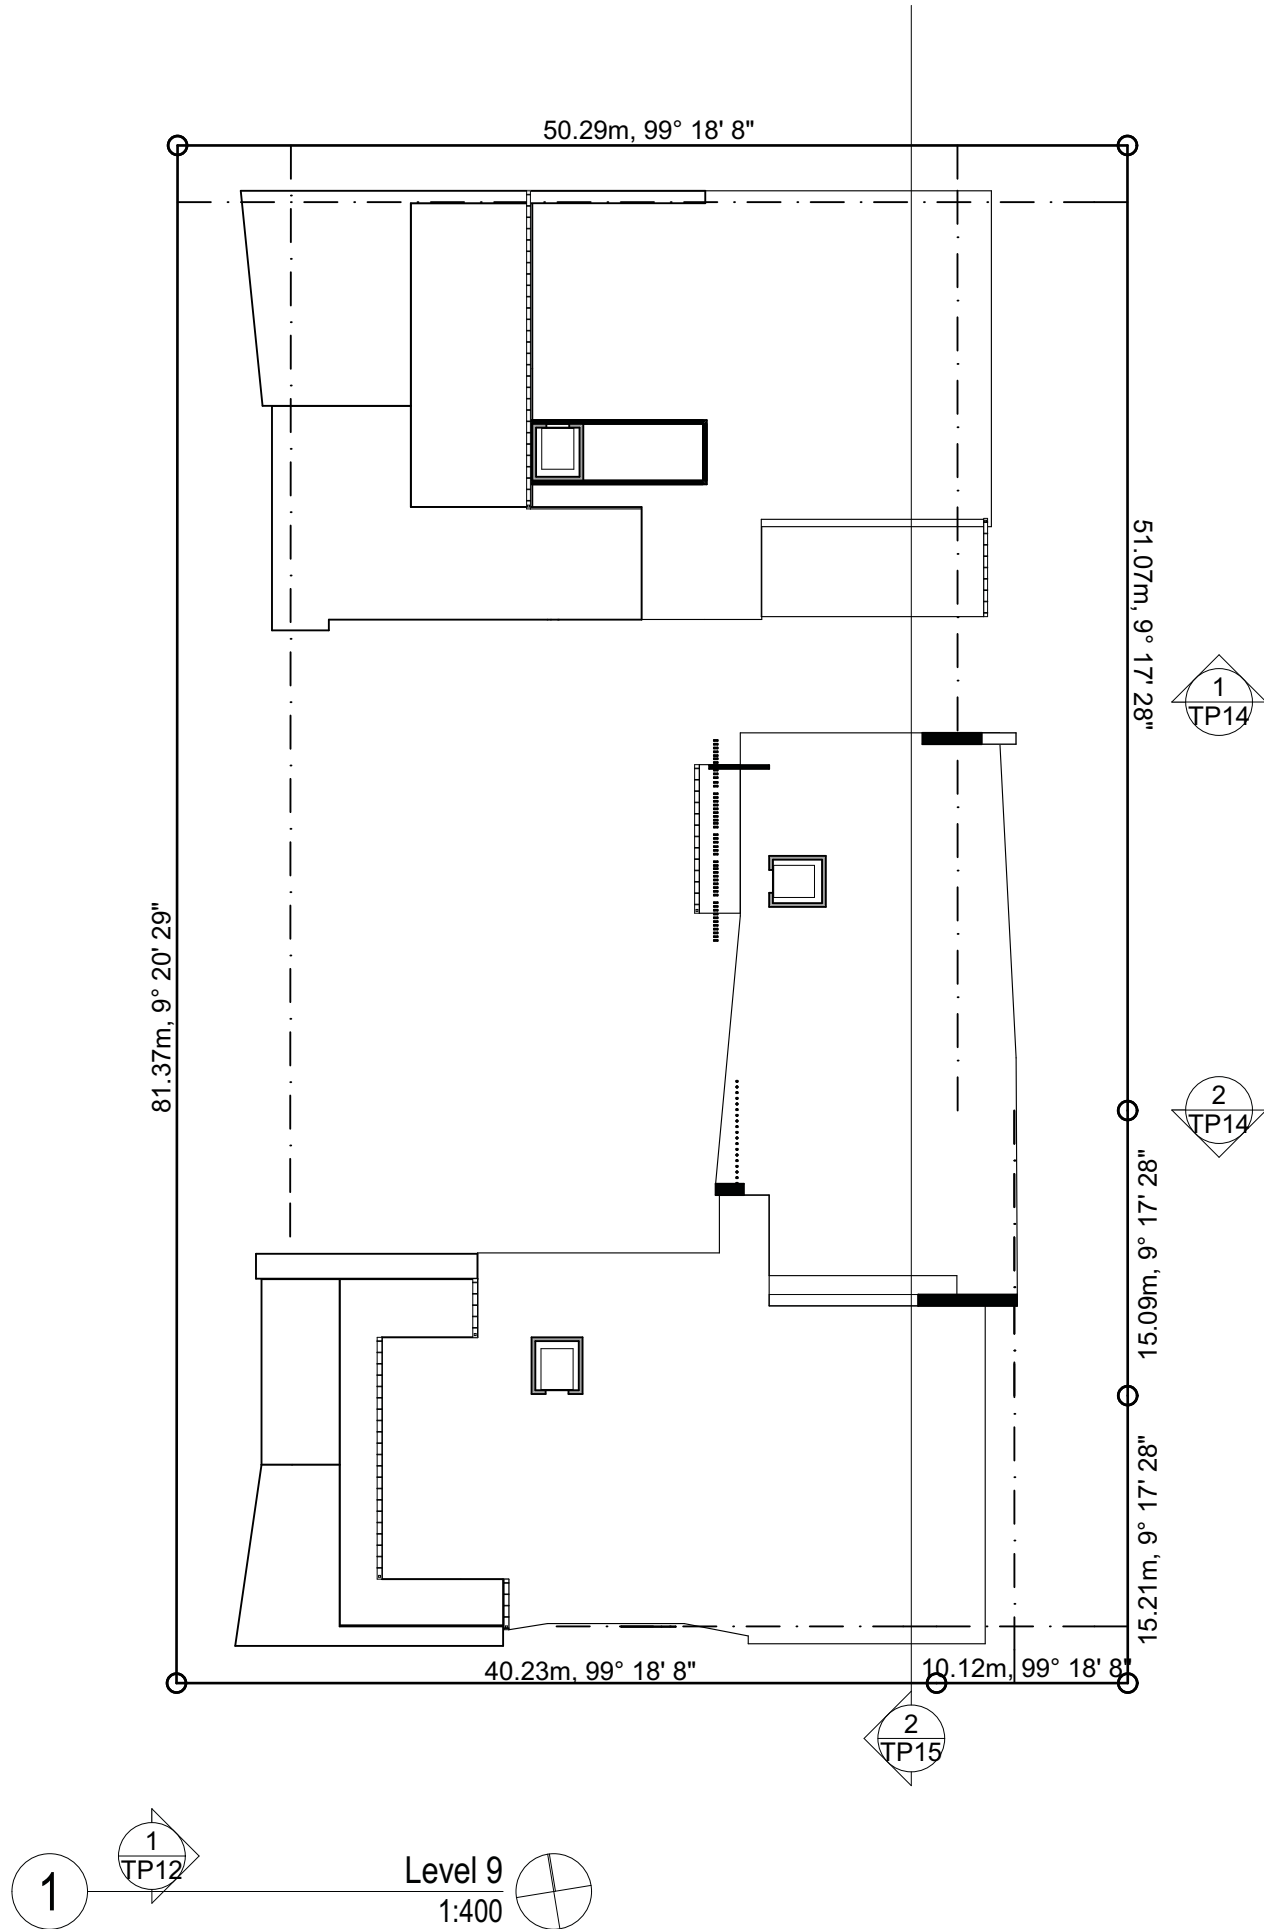 50.29m, 99° 18' 8"
51.07m, 9° 17' 28"
1
TP14
81.37m, 9° 20' 29"
2
TP14
15.09m, 9° 17' 28"
15.21m, 9° 17' 28"
40.23m, 99° 18' 8"
10.12m, 99° 18' 8"
2
TP15
1
TP12
1
Level 9
1:400